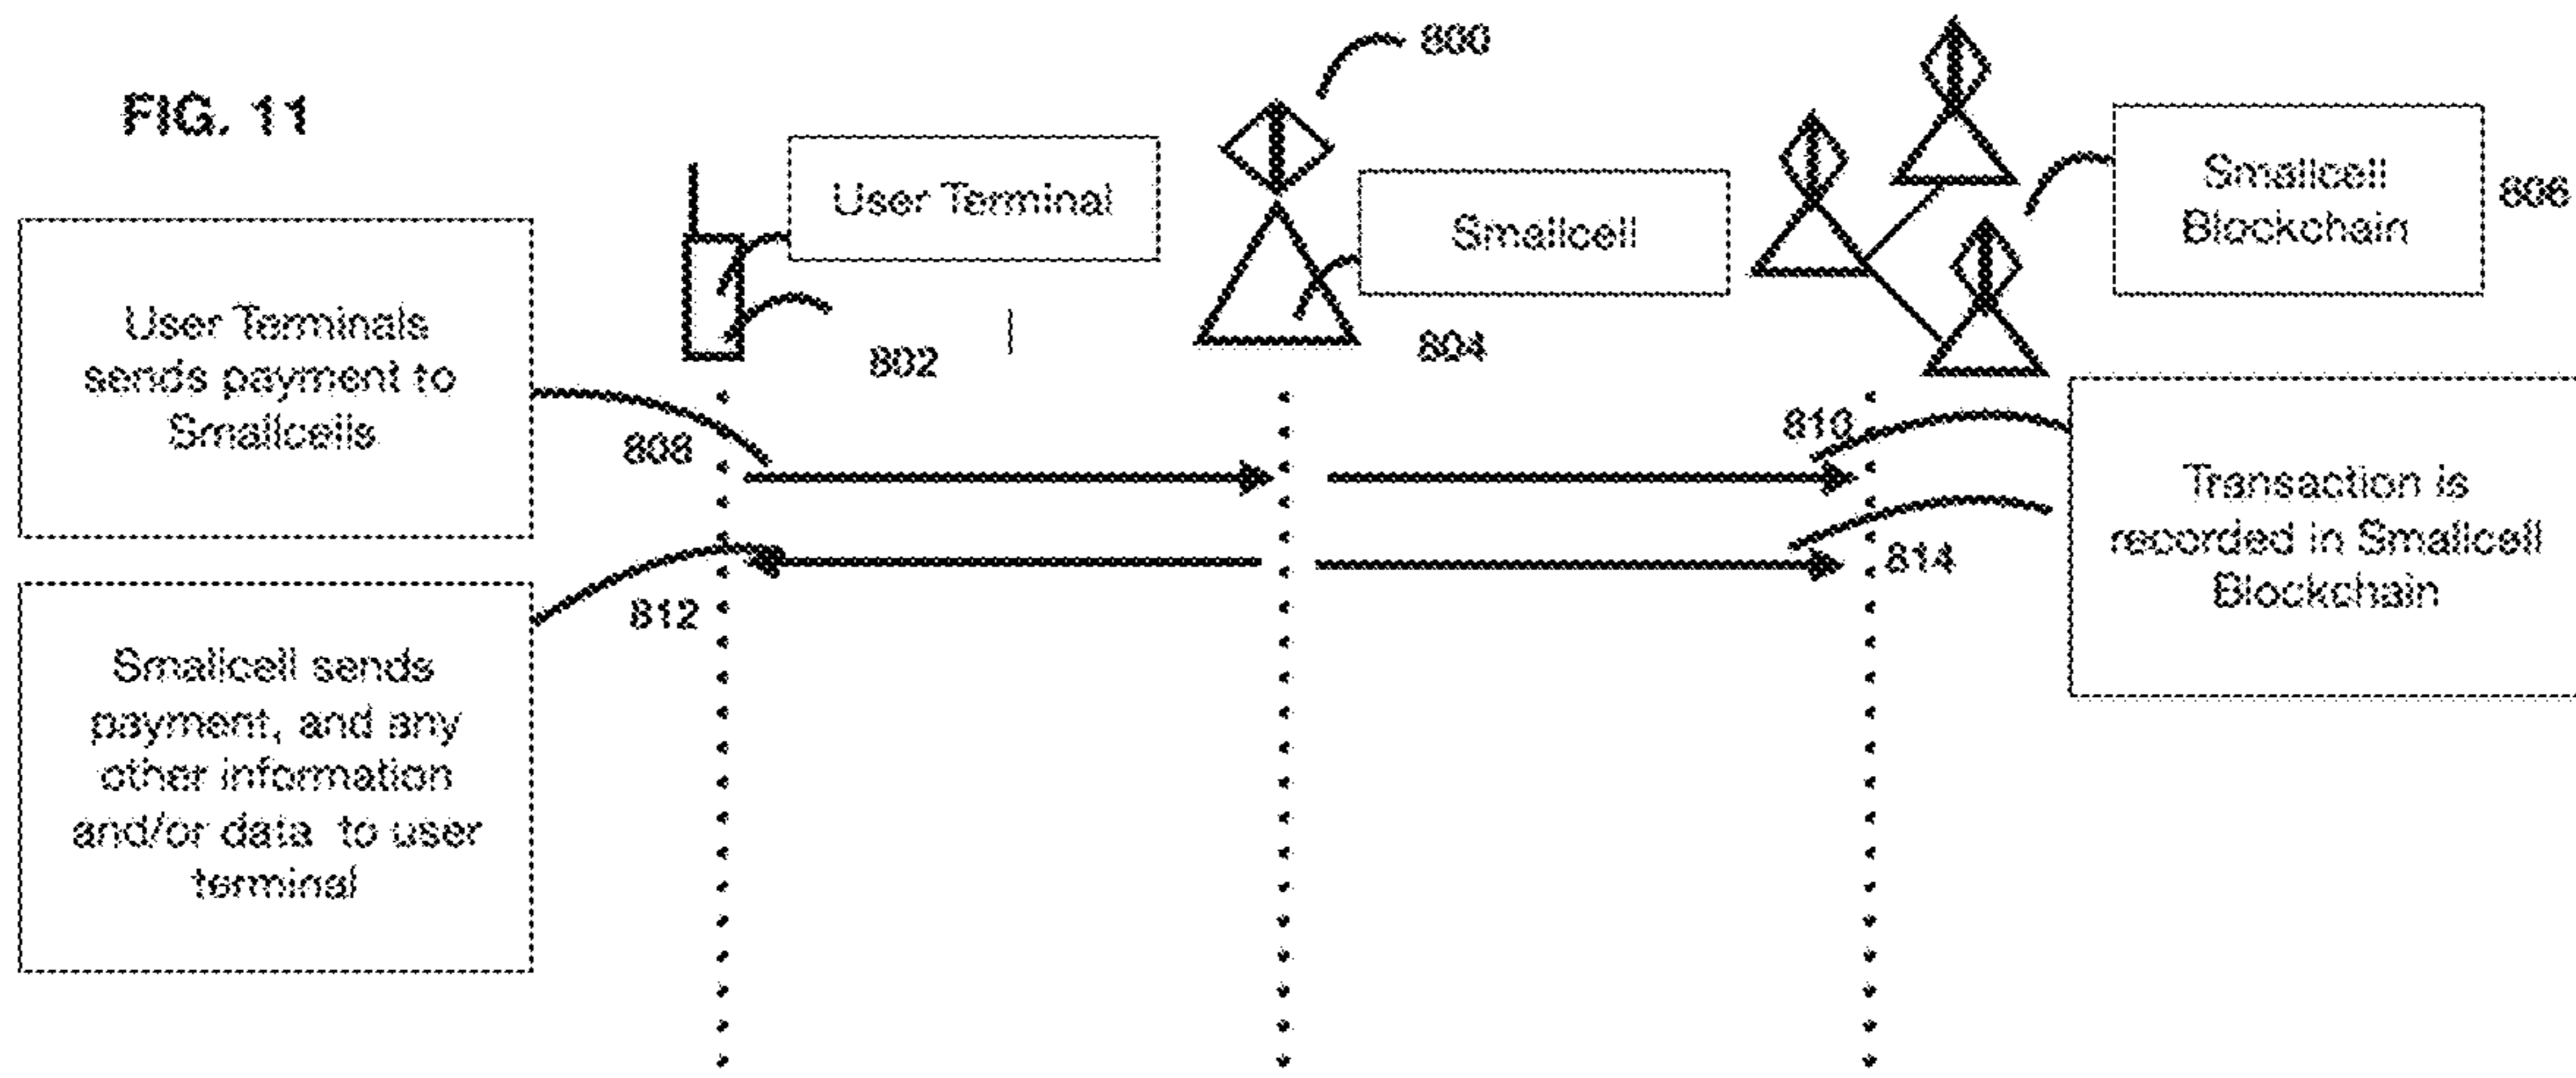 FIG. 11
800
User Terminal
Smallcell
Smallcell
Blockchain
806
802
804
User Terminals
sends payment to
Smallcells
808
810
812
814
Smallcell sends
payment, and any
other information
and/or data to user
terminal
Transaction is
recorded in Smallcell
Blockchain